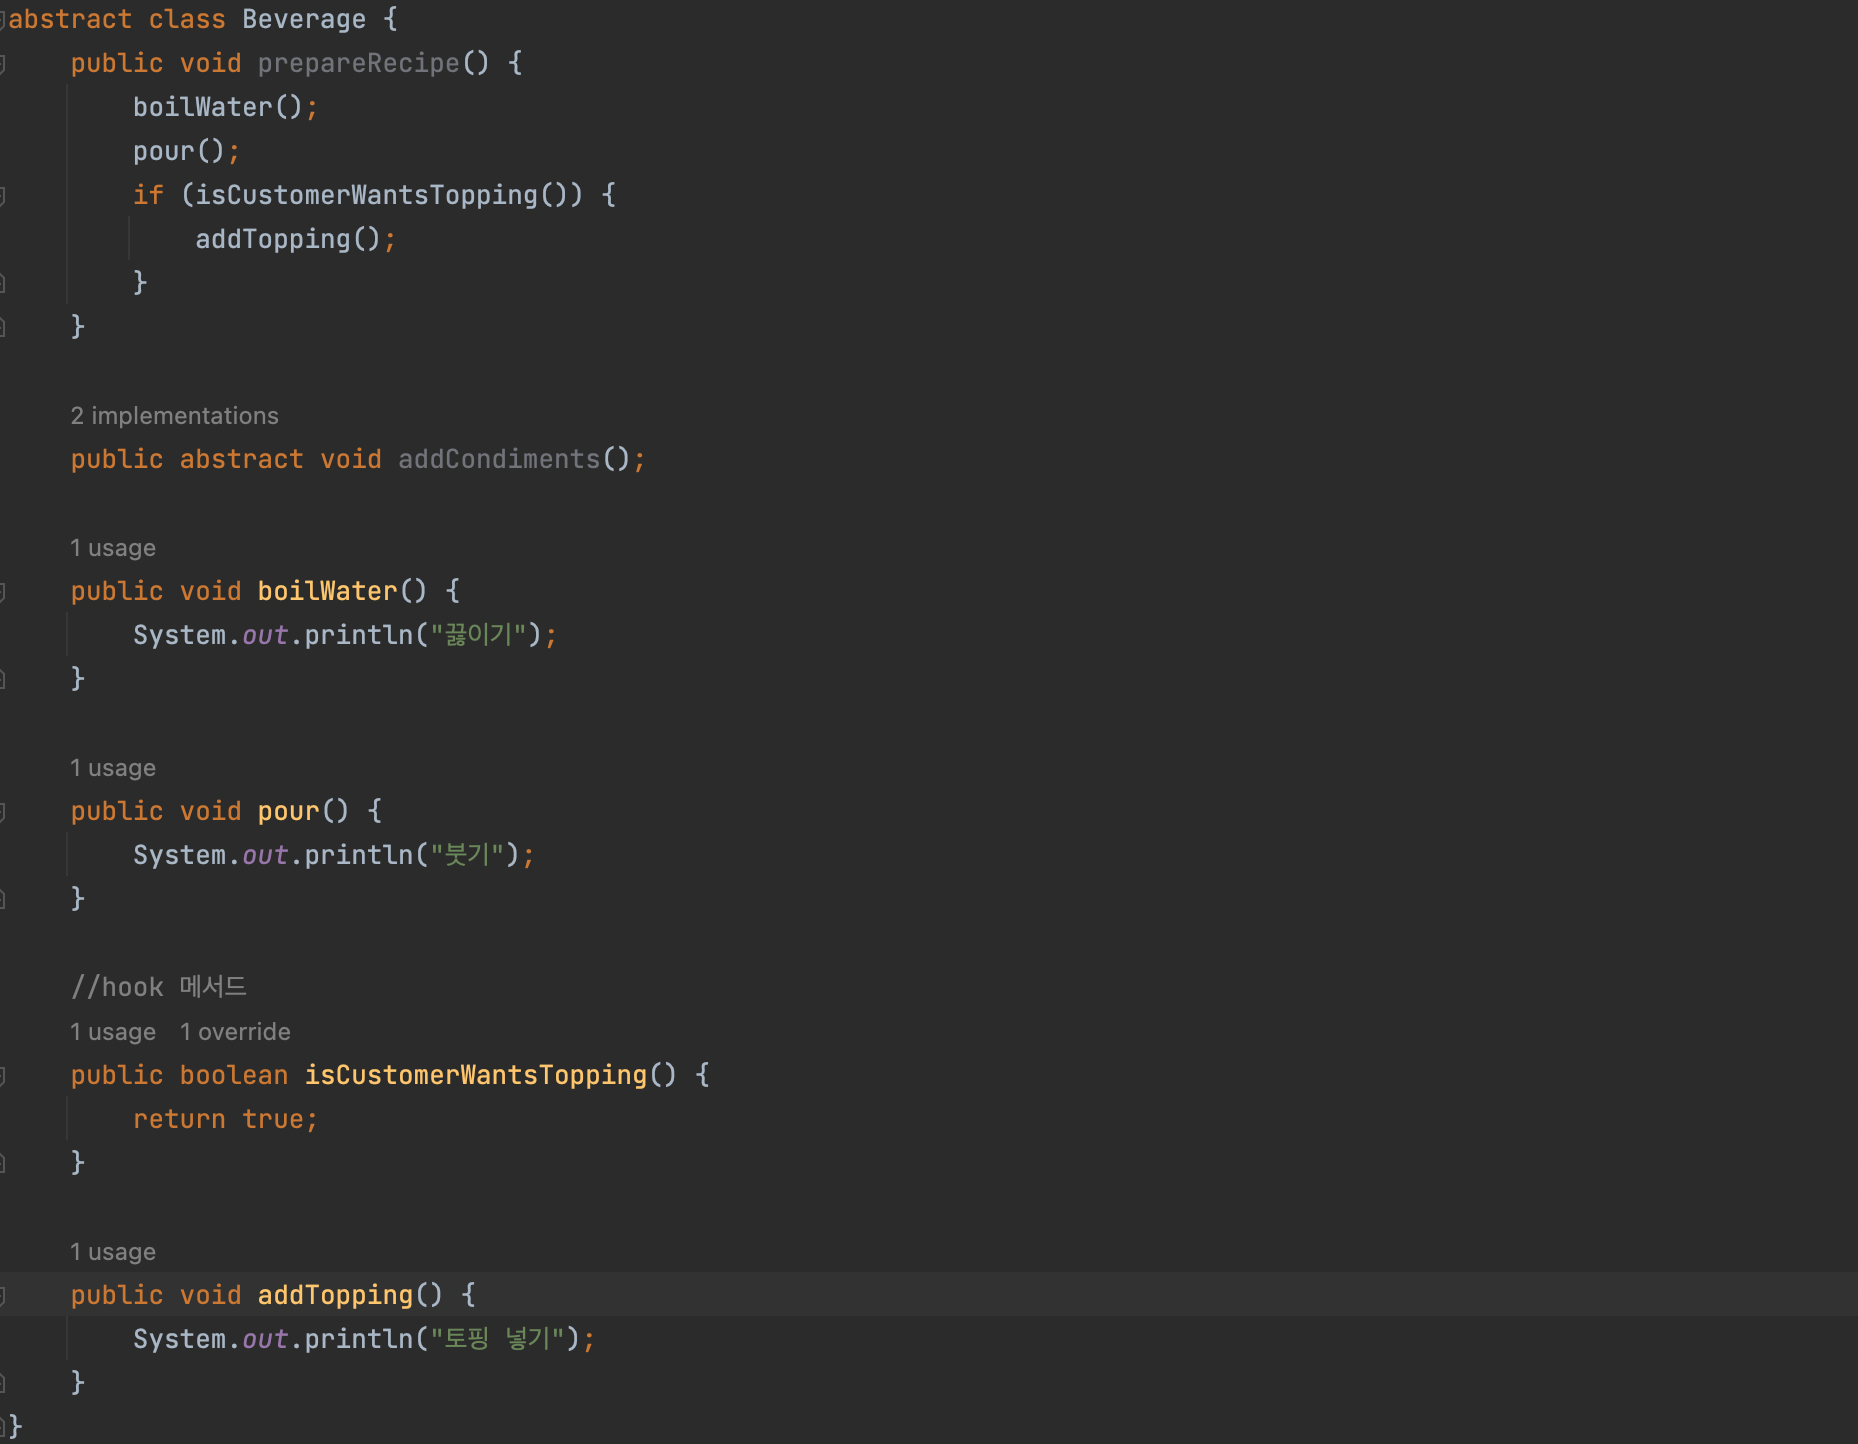 abstract class Beverage {
public void prepareRecipe() {
boilWater();
pour();
if (isCustomerWantsTopping()) {
addTopping();
}
}
2 implementations
public abstract void addCondiments();
1 usage
public void boilWater() {
System.out.println("끓이기");
}
1 usage
public void pour() {
System.out.println("붓기");
}
//hook 메서드
1 usage 1 override
public boolean isCustomerWantsTopping() {
return true;
}
1 usage
public void addTopping() {
System.out.println("토핑 넣기");
}
}